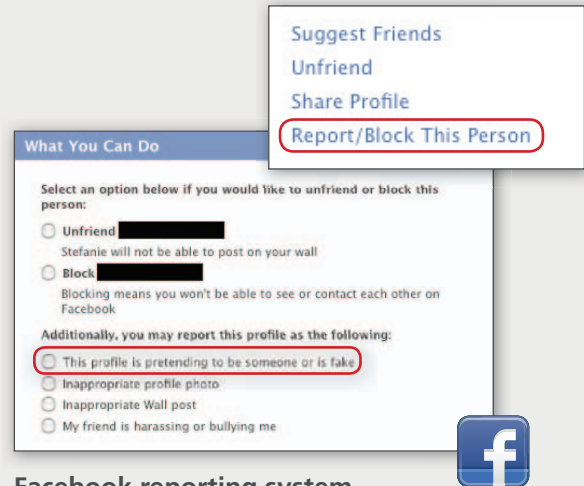 Suggest Friends
Unfriend
Share Profile
Report/Block This Person
What You Can Do
Select an option below if you would like to unfriend or block this
person:
Unfriend
Stefanie will not be able to post on your wall
Block
Blocking means you won't be able to see or contact each other on
Facebook
Additionally, you may report this profile as the following:
This profile is pretending to be someone or is fake
Inappropriate profile photo
Inappropriate Wall post
My friend is harassing or bullying me
f
Facebook reporting system